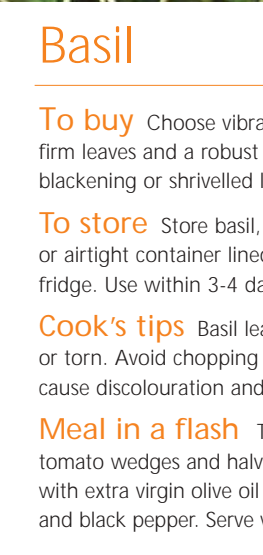 Basil
To buy Choose vibra
firm leaves and a robust
blackening or shrivelled
To store Store basil,
or airtight container line
fridge. Use within 3-4 da
Cook's tips Basil lea
or torn. Avoid chopping
cause discolouration and
Meal in a flash T
tomato wedges and halv
with extra virgin olive oil
and black pepper. Serve